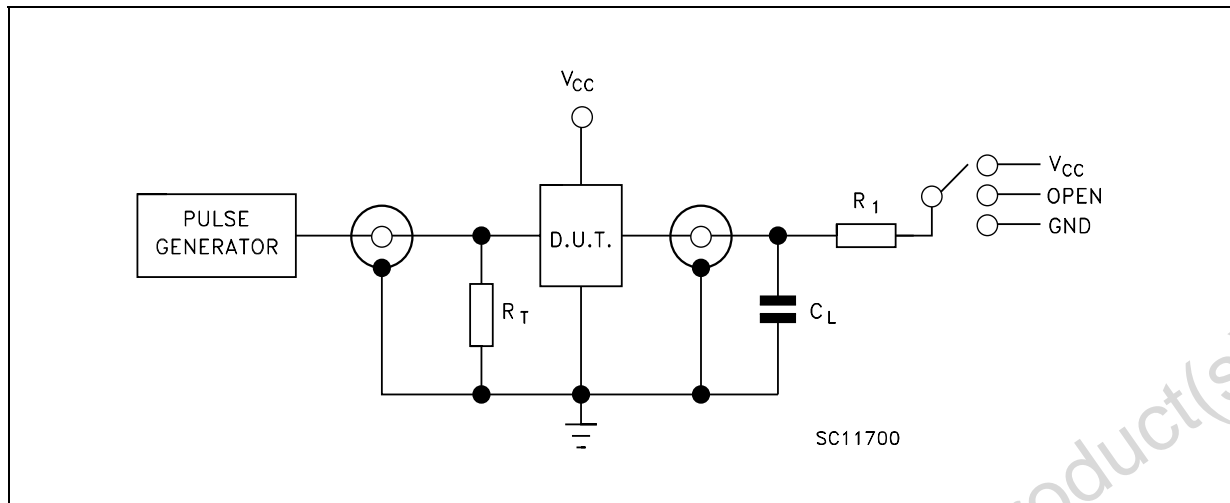 V_CC
PULSE
GENERATOR
D.U.T.
R_T
R_1
C_L
V_CC
OPEN
GND
SC11700